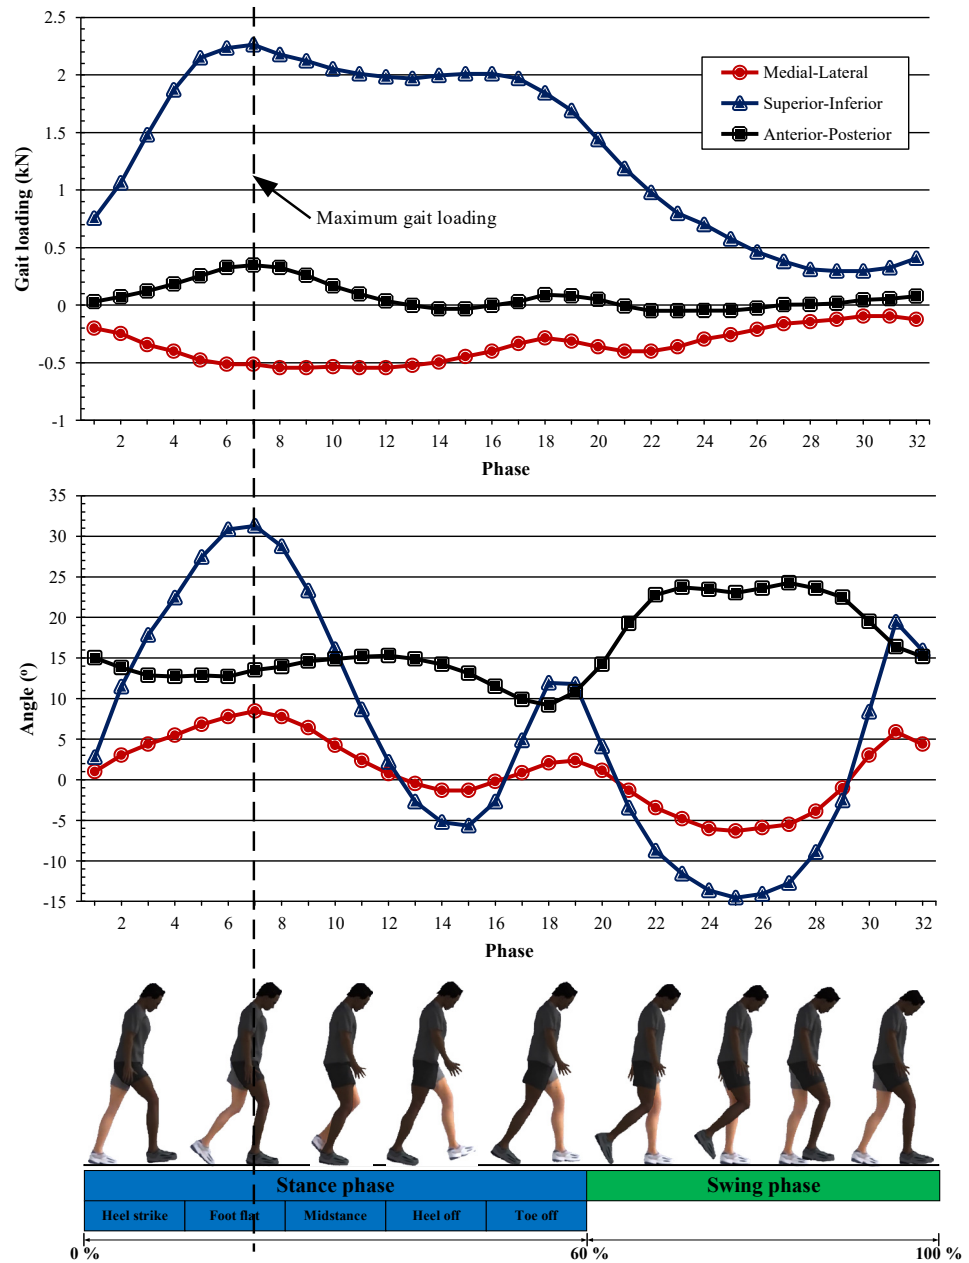 2.5
2
1.5
1
0.5
0
-0.5
-1
Gait loading (kN)
Medial-Lateral
Superior-Inferior
Anterior-Posterior
Maximum gait loading
2 4 6 8 10 12 14 16 18 20 22 24 26 28 30 32
Phase
35
30
25
20
15
10
5
0
-5
-10
-15
Angle (º)
2 4 6 8 10 12 14 16 18 20 22 24 26 28 30 32
Phase
Stance phase Swing phase
Heel strike Foot flat Midstance Heel off Toe off
0 % 60 % 100 %